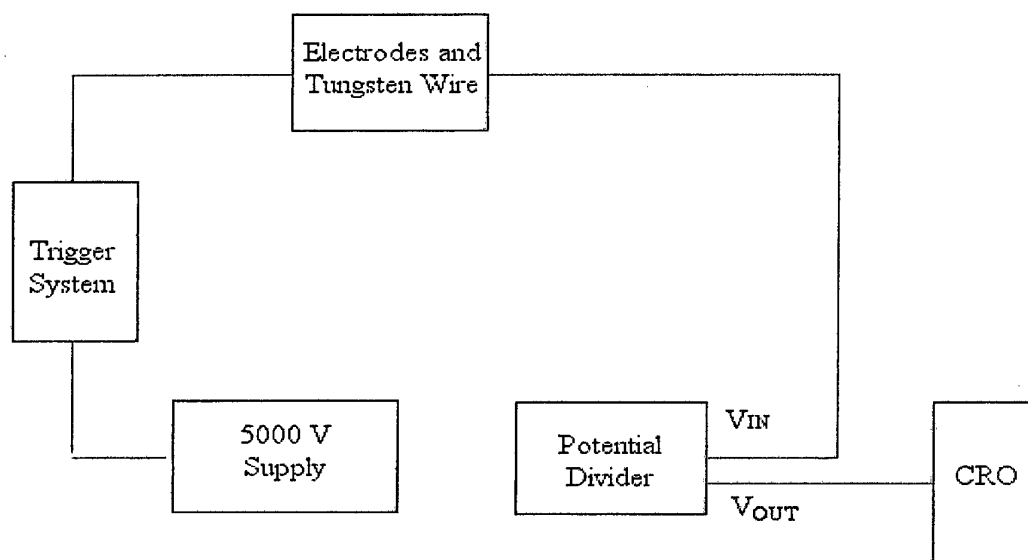 Electrodes and
Tungsten Wire
Trigger
System
5000 V
Supply
Potential
Divider
VIN
VOUT
CRO